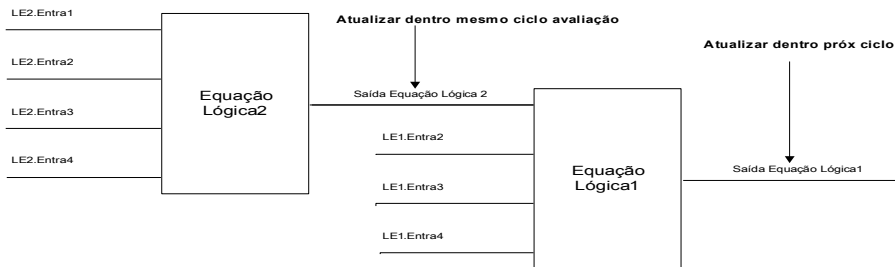 LE2.Entra1
LE2.Entra2
LE2.Entra3
LE2.Entra4
Equação
Lógica2
Atualizar dentro mesmo ciclo avaliação
Saída Equação Lógica 2
LE1.Entra2
LE1.Entra3
LE1.Entra4
Equação
Lógica1
Atualizar dentro próx ciclo
Saída Equação Lógica1